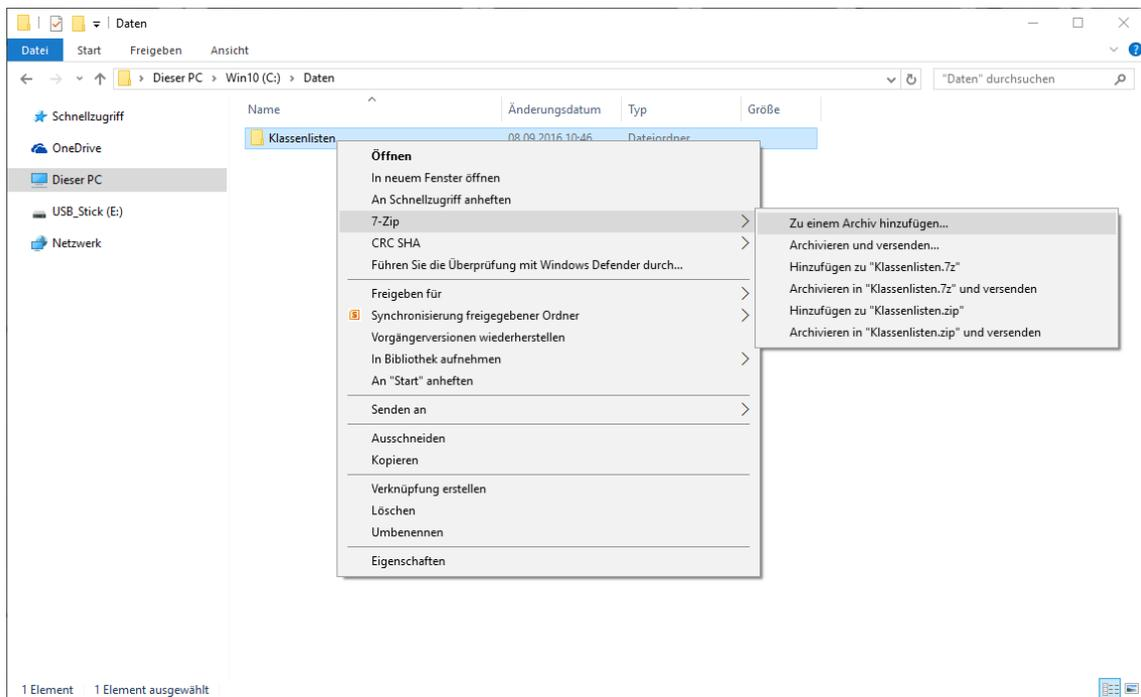 Daten
Datei Start Freigeben Ansicht
Dieser PC Win10 (C:) Daten "Daten" durchsuchen
Schnellzugriff
OneDrive
Dieser PC
USB_Stick (E:)
Netzwerk
Name Änderungsdatum Typ Größe
Klassenlisten 08.09.2016 10:46 Dateiordner
Öffnen
In neuem Fenster öffnen
An Schnellzugriff anheften
7-Zip
CRC SHA
Führen Sie die Überprüfung mit Windows Defender durch...
Freigeben für
Synchronisierung freigegebener Ordner
Vorgängerversionen wiederherstellen
In Bibliothek aufnehmen
An "Start" anheften
Senden an
Ausschneiden
Kopieren
Verknüpfung erstellen
Löschen
Umbenennen
Eigenschaften
Zu einem Archiv hinzufügen...
Archivieren und versenden...
Hinzufügen zu "Klassenlisten.7z"
Archivieren in "Klassenlisten.7z" und versenden
Hinzufügen zu "Klassenlisten.zip"
Archivieren in "Klassenlisten.zip" und versenden
1 Element 1 Element ausgewählt